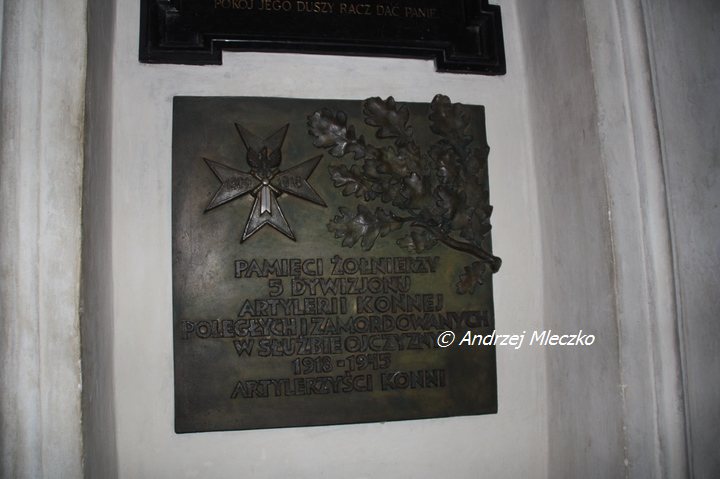 POKÓJ JEGO DUSZY RACZ DAĆ PANIE
PAMIĘCI ŻOŁNIERZY
5 DYWIZJONU
ARTYLERII KONNEJ
POLEGŁYCH I ZAMORDOWANYCH
W SŁUŻBIE OJCZYZNY
1918-1945
ARTYLERZYŚCI KONNI
© Andrzej Mleczko